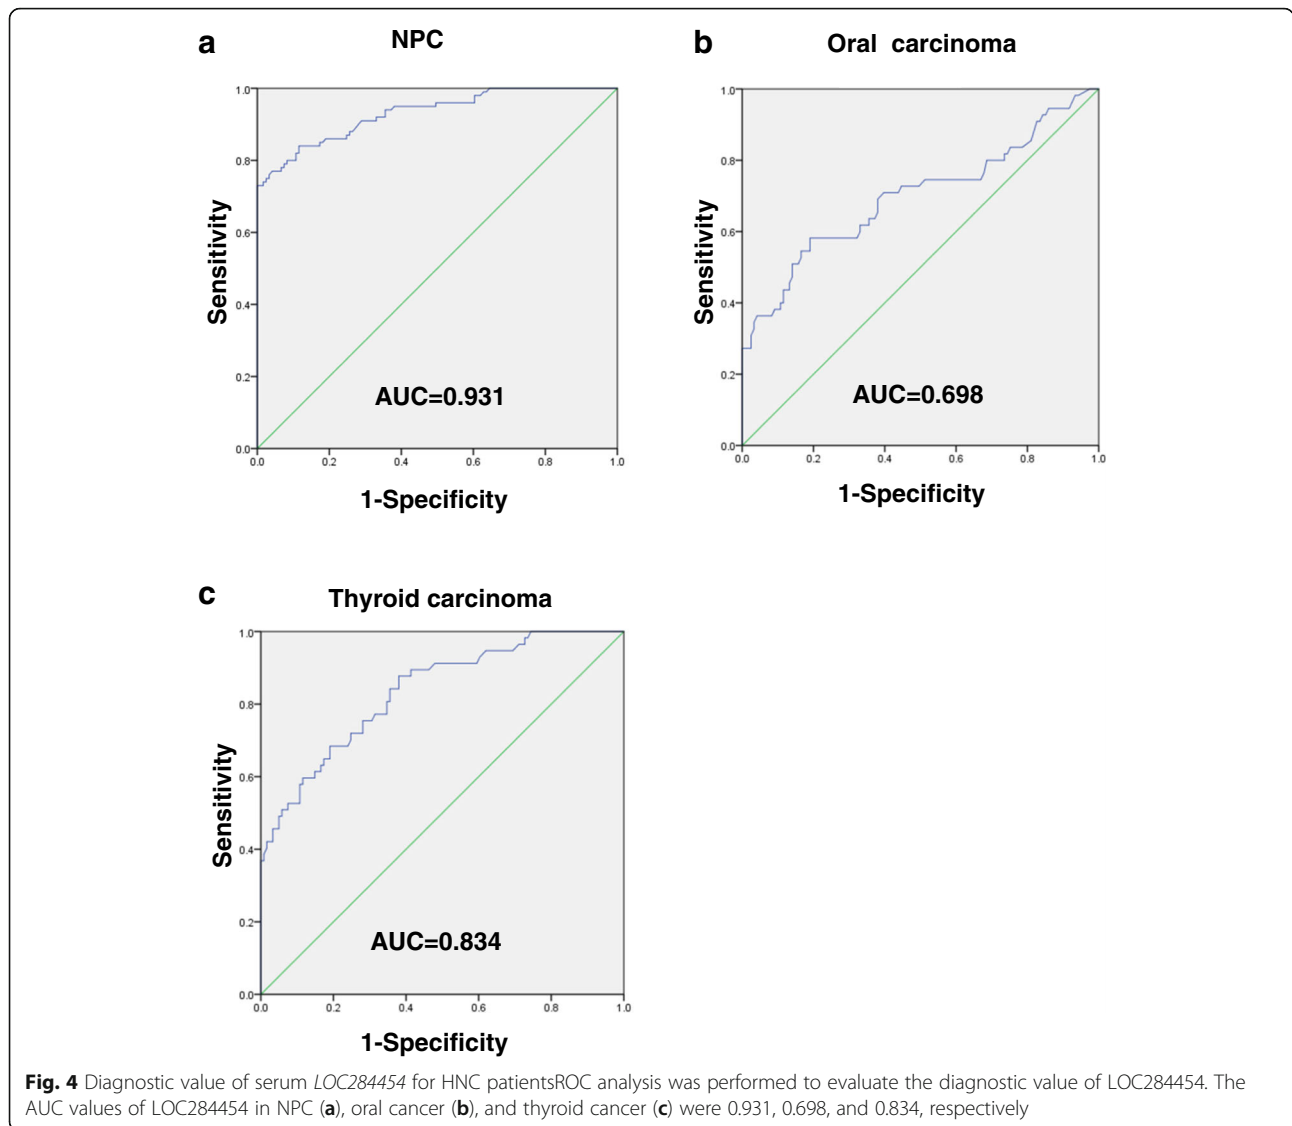 a
NPC
1.0
0.8
0.6
0.4
0.2
0.0
Sensitivity
AUC=0.931
0.0 0.2 0.4 0.6 0.8 1.0
1-Specificity
b
Oral carcinoma
1.0
0.8
0.6
0.4
0.2
0.0
Sensitivity
AUC=0.698
0.0 0.2 0.4 0.6 0.8 1.0
1-Specificity
c
Thyroid carcinoma
1.0
0.8
0.6
0.4
0.2
0.0
Sensitivity
AUC=0.834
0.0 0.2 0.4 0.6 0.8 1.0
1-Specificity
Fig. 4 Diagnostic value of serum LOC284454 for HNC patientsROC analysis was performed to evaluate the diagnostic value of LOC284454. The
AUC values of LOC284454 in NPC (a), oral cancer (b), and thyroid cancer (c) were 0.931, 0.698, and 0.834, respectively